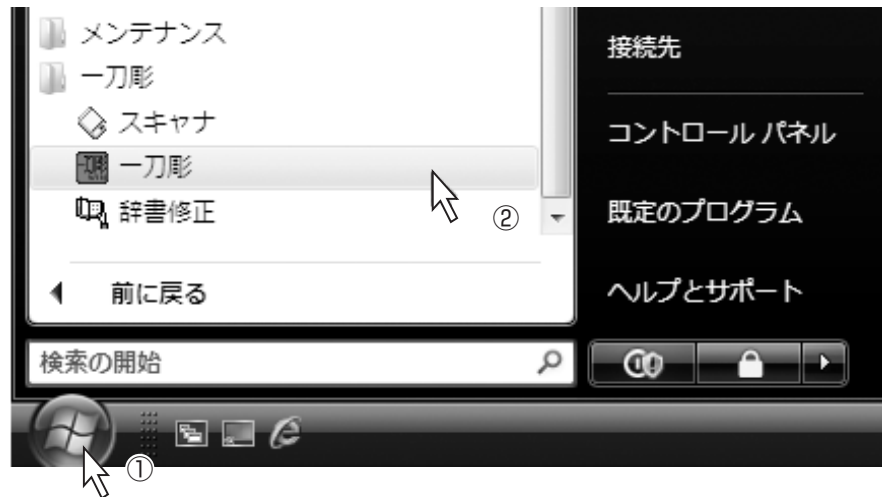 メンテナンス
一刀彫
スキャナ
一刀彫
辞書修正
②
前に戻る
検索の開始
接続先
コントロール パネル
既定のプログラム
ヘルプとサポート
①